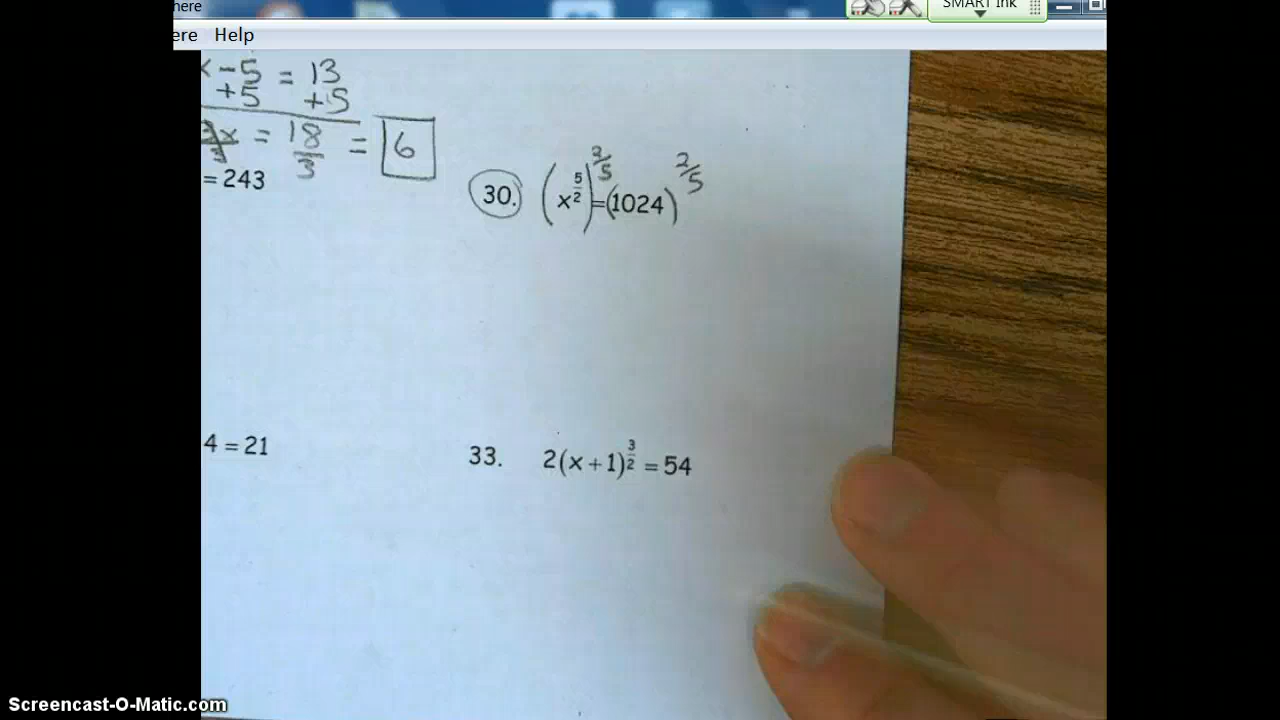 here
ere Help
SMART Ink
x - 5 = 13
+5 +5
3x = 18 = 6
3 3
= 243
30. (x^{5/2})^{2/5} = (1024)^{2/5}
4 = 21
33. 2(x+1)^{3/2} = 54
Screencast-O-Matic.com